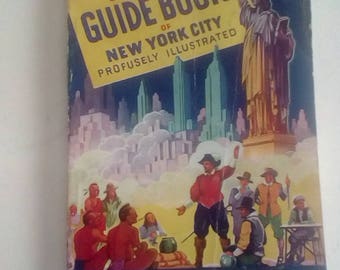 GUIDE BOOK
OF
NEW YORK CITY
PROFUSELY ILLUSTRATED